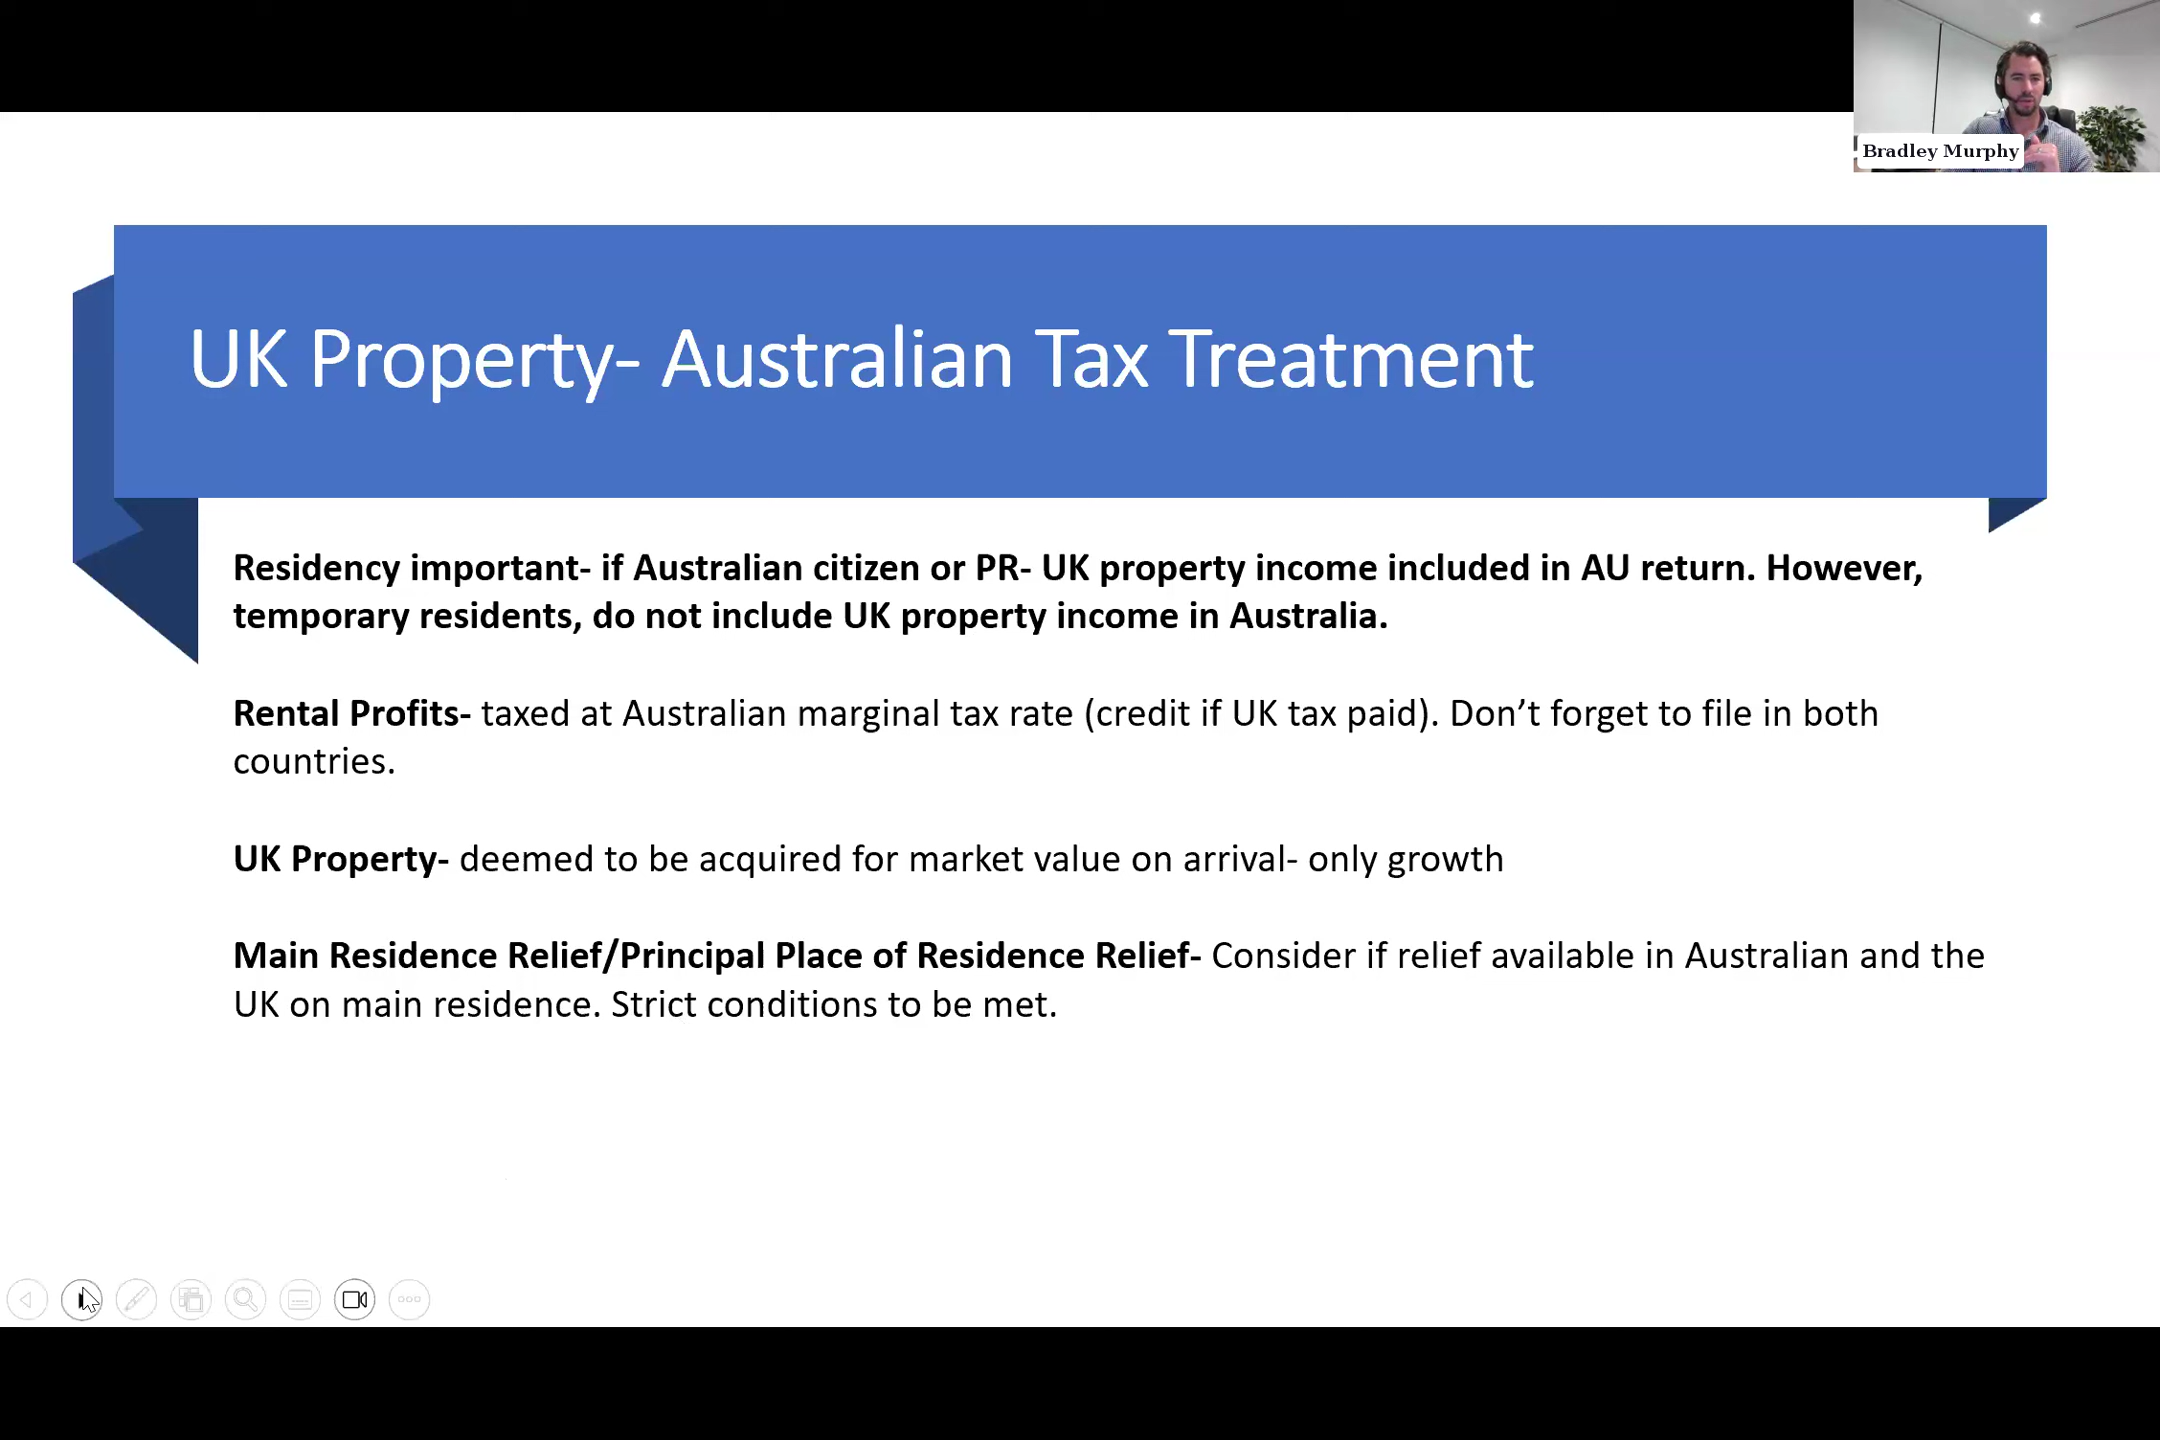 Bradley Murphy
UK Property- Australian Tax Treatment
Residency important- if Australian citizen or PR- UK property income included in AU return. However,
temporary residents, do not include UK property income in Australia.
Rental Profits- taxed at Australian marginal tax rate (credit if UK tax paid). Don’t forget to file in both
countries.
UK Property- deemed to be acquired for market value on arrival- only growth
Main Residence Relief/Principal Place of Residence Relief- Consider if relief available in Australian and the
UK on main residence. Strict conditions to be met.